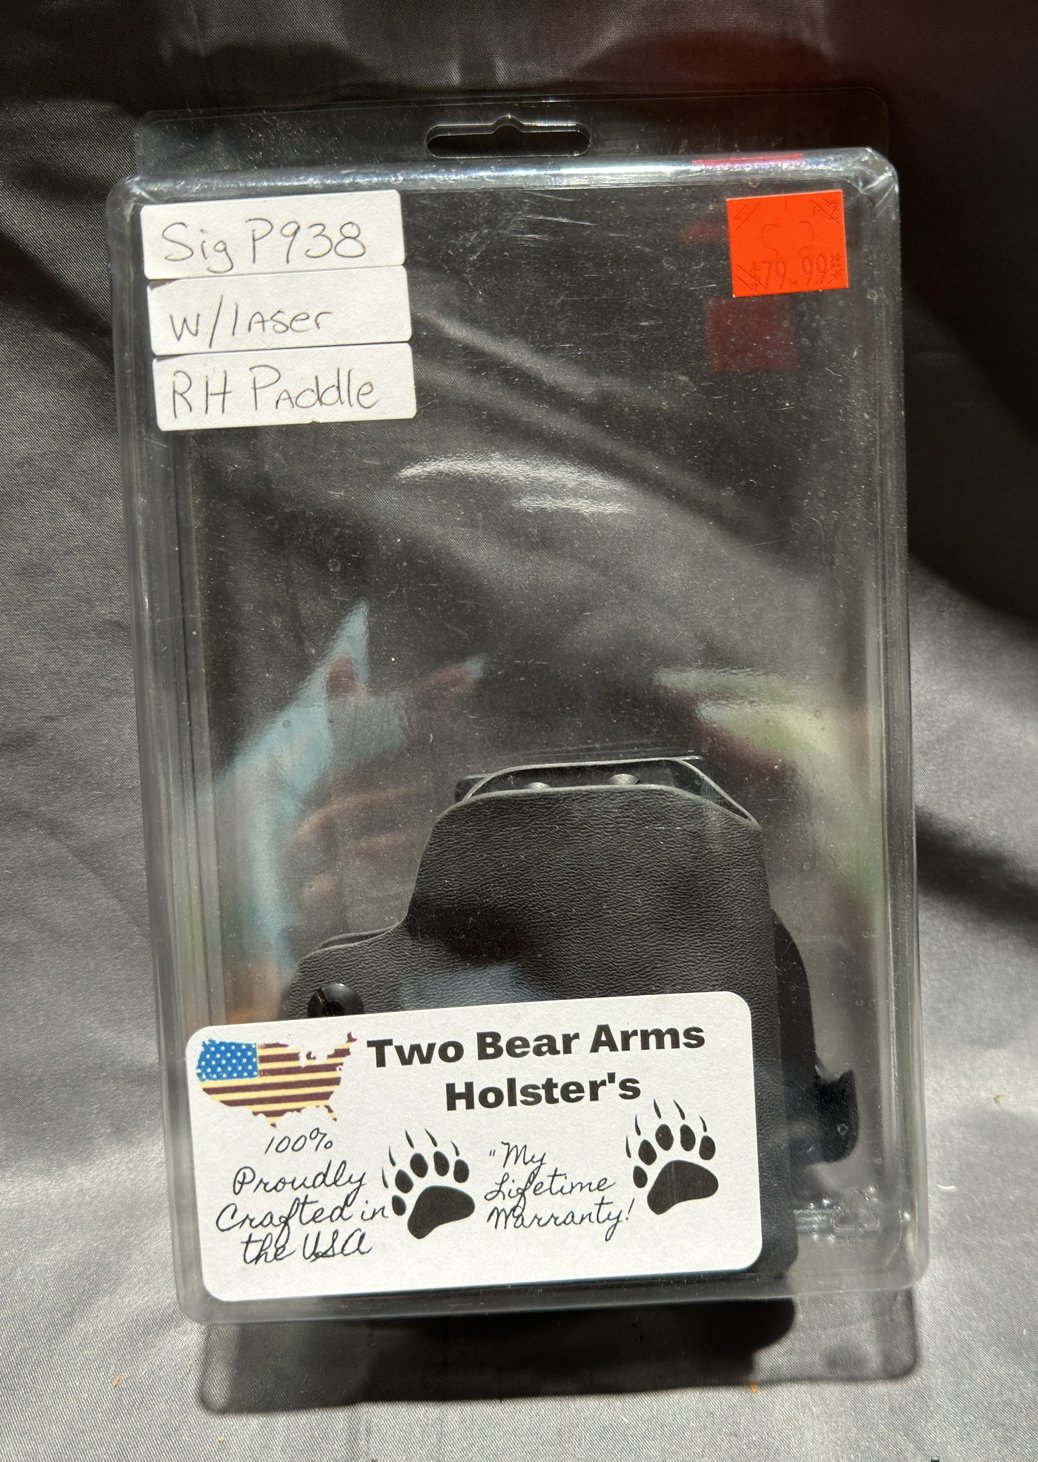 Sig P938
w/laser
RH Paddle
$79.99
Two Bear Arms
Holster's
100%
Proudly
Crafted in
the USA
"My
Lifetime
Warranty!